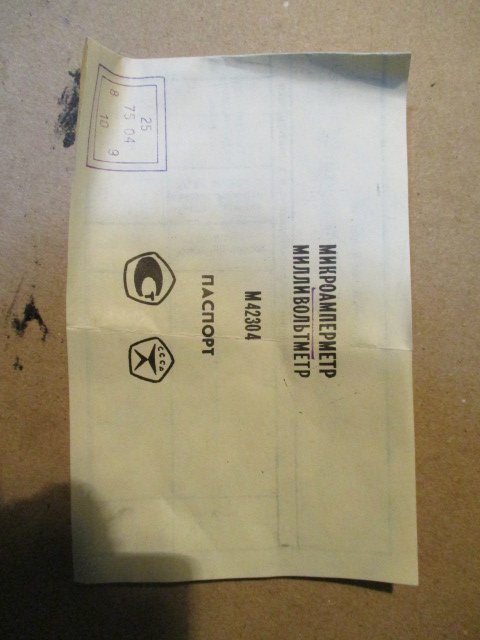 МИКРОАМПЕРМЕТР
МИЛЛИВОЛЬТМЕТР
М42304
ПАСПОРТ
СССР
25
75 04
8 10 9